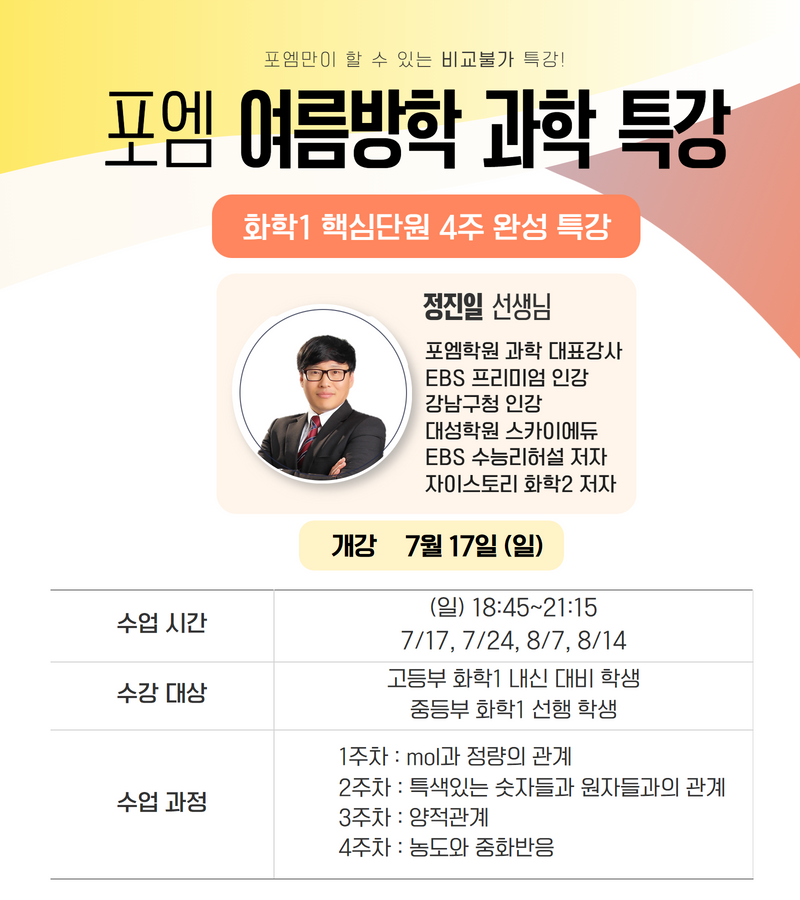 포엠만이 할 수 있는 비교불가 특강!
포엠 여름방학 과학 특강
화학1 핵심단원 4주 완성 특강
정진일 선생님
포엠학원 과학 대표강사
EBS 프리미엄 인강
강남구청 인강
대성학원 스카이에듀
EBS 수능리허설 저자
자이스토리 화학2 저자
개강 7월 17일 (일)
수업 시간
(일) 18:45~21:15
7/17, 7/24, 8/7, 8/14
수강 대상
고등부 화학1 내신 대비 학생
중등부 화학1 선행 학생
수업 과정
1주차 : mol과 정량의 관계
2주차 : 특색있는 숫자들과 원자들과의 관계
3주차 : 양적관계
4주차 : 농도와 중화반응